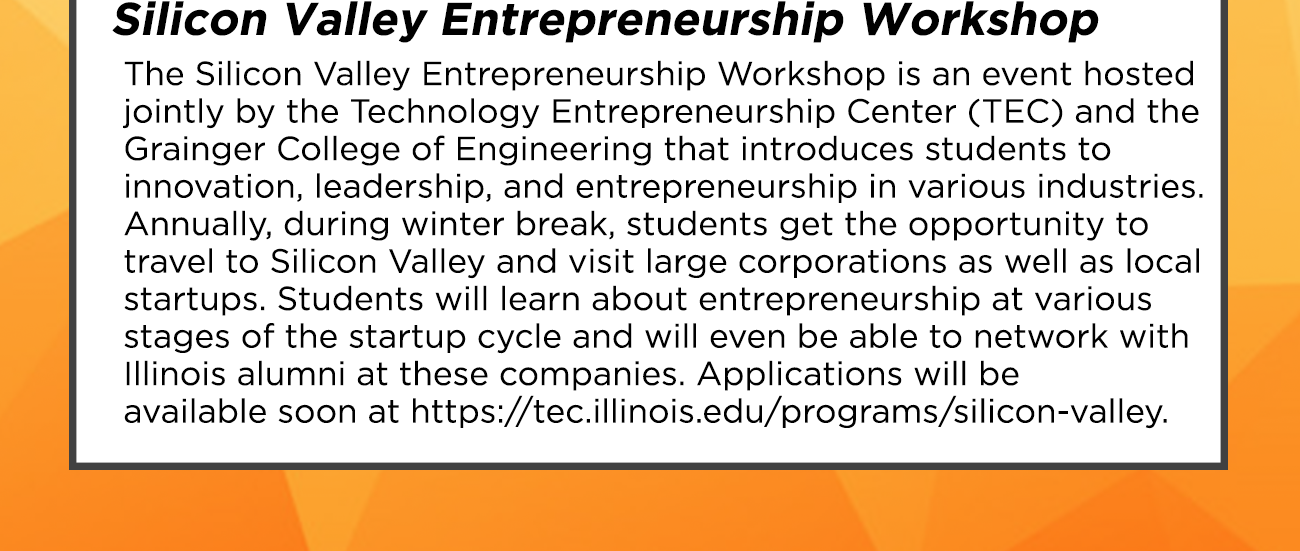 Silicon Valley Entrepreneurship Workshop
The Silicon Valley Entrepreneurship Workshop is an event hosted
jointly by the Technology Entrepreneurship Center (TEC) and the
Grainger College of Engineering that introduces students to
innovation, leadership, and entrepreneurship in various industries.
Annually, during winter break, students get the opportunity to
travel to Silicon Valley and visit large corporations as well as local
startups. Students will learn about entrepreneurship at various
stages of the startup cycle and will even be able to network with
Illinois alumni at these companies. Applications will be
available soon at https://tec.illinois.edu/programs/silicon-valley.